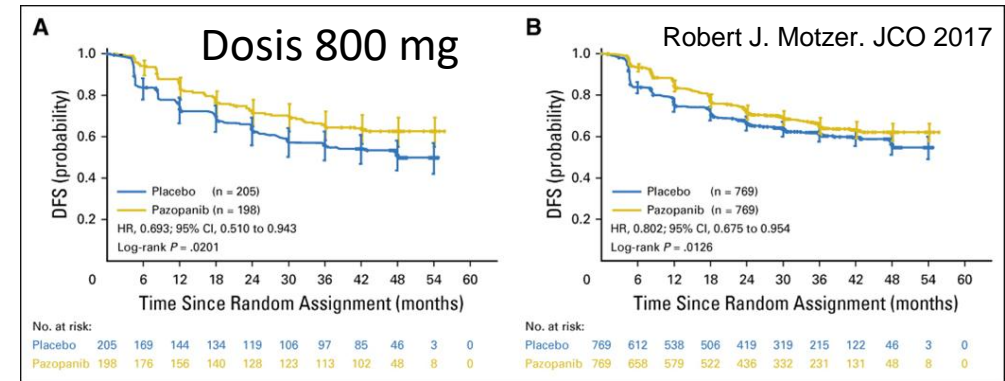 A
Dosis 800 mg
1.0
0.8
0.6
0.4
0.2
DFS (probability)
Placebo (n = 205)
Pazopanib (n = 198)
HR, 0.693; 95% CI, 0.510 to 0.943
Log-rank P = .0201
0 6 12 18 24 30 36 42 48 54 60
Time Since Random Assignment (months)
No. at risk:
Placebo 205 169 144 134 119 106 97 85 46 3 0
Pazopanib 198 176 156 140 128 123 113 102 48 8 0
B
Robert J. Motzer. JCO 2017
1.0
0.8
0.6
0.4
0.2
DFS (probability)
Placebo (n = 769)
Pazopanib (n = 769)
HR, 0.802; 95% CI, 0.675 to 0.954
Log-rank P = .0126
0 6 12 18 24 30 36 42 48 54 60
Time Since Random Assignment (months)
No. at risk:
Placebo 769 612 538 506 419 319 215 122 46 3 0
Pazopanib 769 658 579 522 436 332 231 131 48 8 0